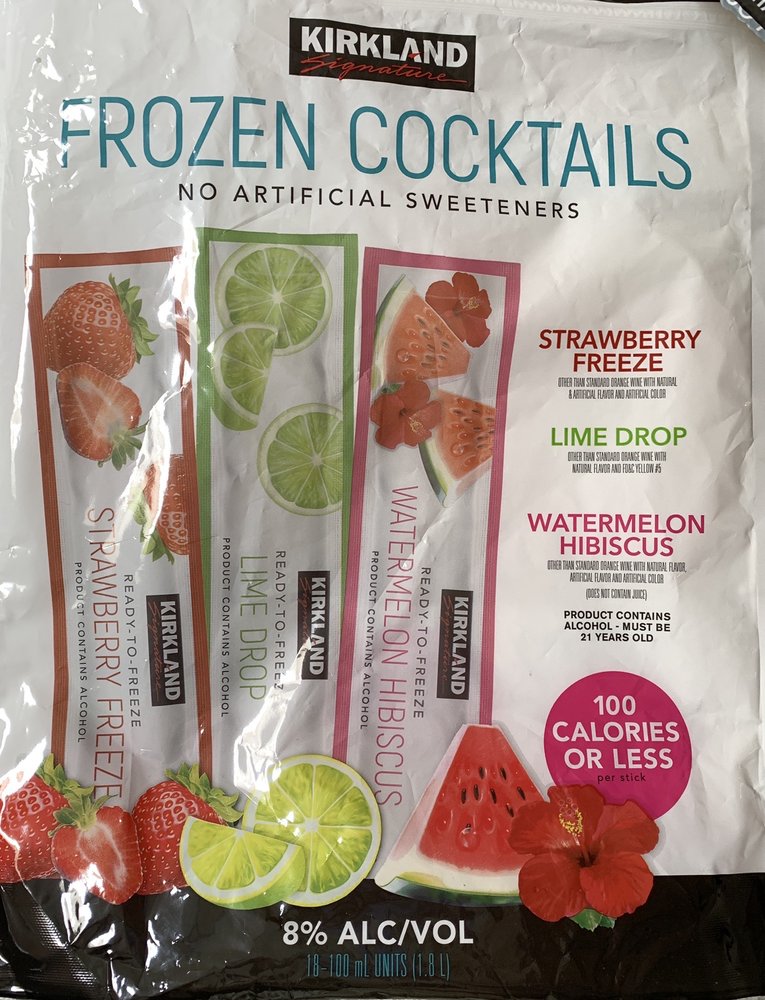 KIRKLAND
Signature
FROZEN COCKTAILS
NO ARTIFICIAL SWEETENERS
STRAWBERRY FREEZE
READY-TO-FREEZE
PRODUCT CONTAINS ALCOHOL
KIRKLAND
Signature
LIME DROP
READY-TO-FREEZE
PRODUCT CONTAINS ALCOHOL
KIRKLAND
Signature
WATERMELON HIBISCUS
READY-TO-FREEZE
PRODUCT CONTAINS ALCOHOL
KIRKLAND
Signature
STRAWBERRY
FREEZE
OTHER THAN STANDARD ORANGE WINE WITH NATURAL
& ARTIFICIAL FLAVOR AND ARTIFICIAL COLOR
LIME DROP
OTHER THAN STANDARD ORANGE WINE WITH
NATURAL FLAVOR AND FD&C YELLOW #5
WATERMELON
HIBISCUS
OTHER THAN STANDARD ORANGE WINE WITH NATURAL FLAVOR,
ARTIFICIAL FLAVOR AND ARTIFICIAL COLOR
(DOES NOT CONTAIN JUICE)
PRODUCT CONTAINS
ALCOHOL - MUST BE
21 YEARS OLD
100
CALORIES
OR LESS
per stick
8% ALC/VOL
18-100 mL UNITS (1.8 L)